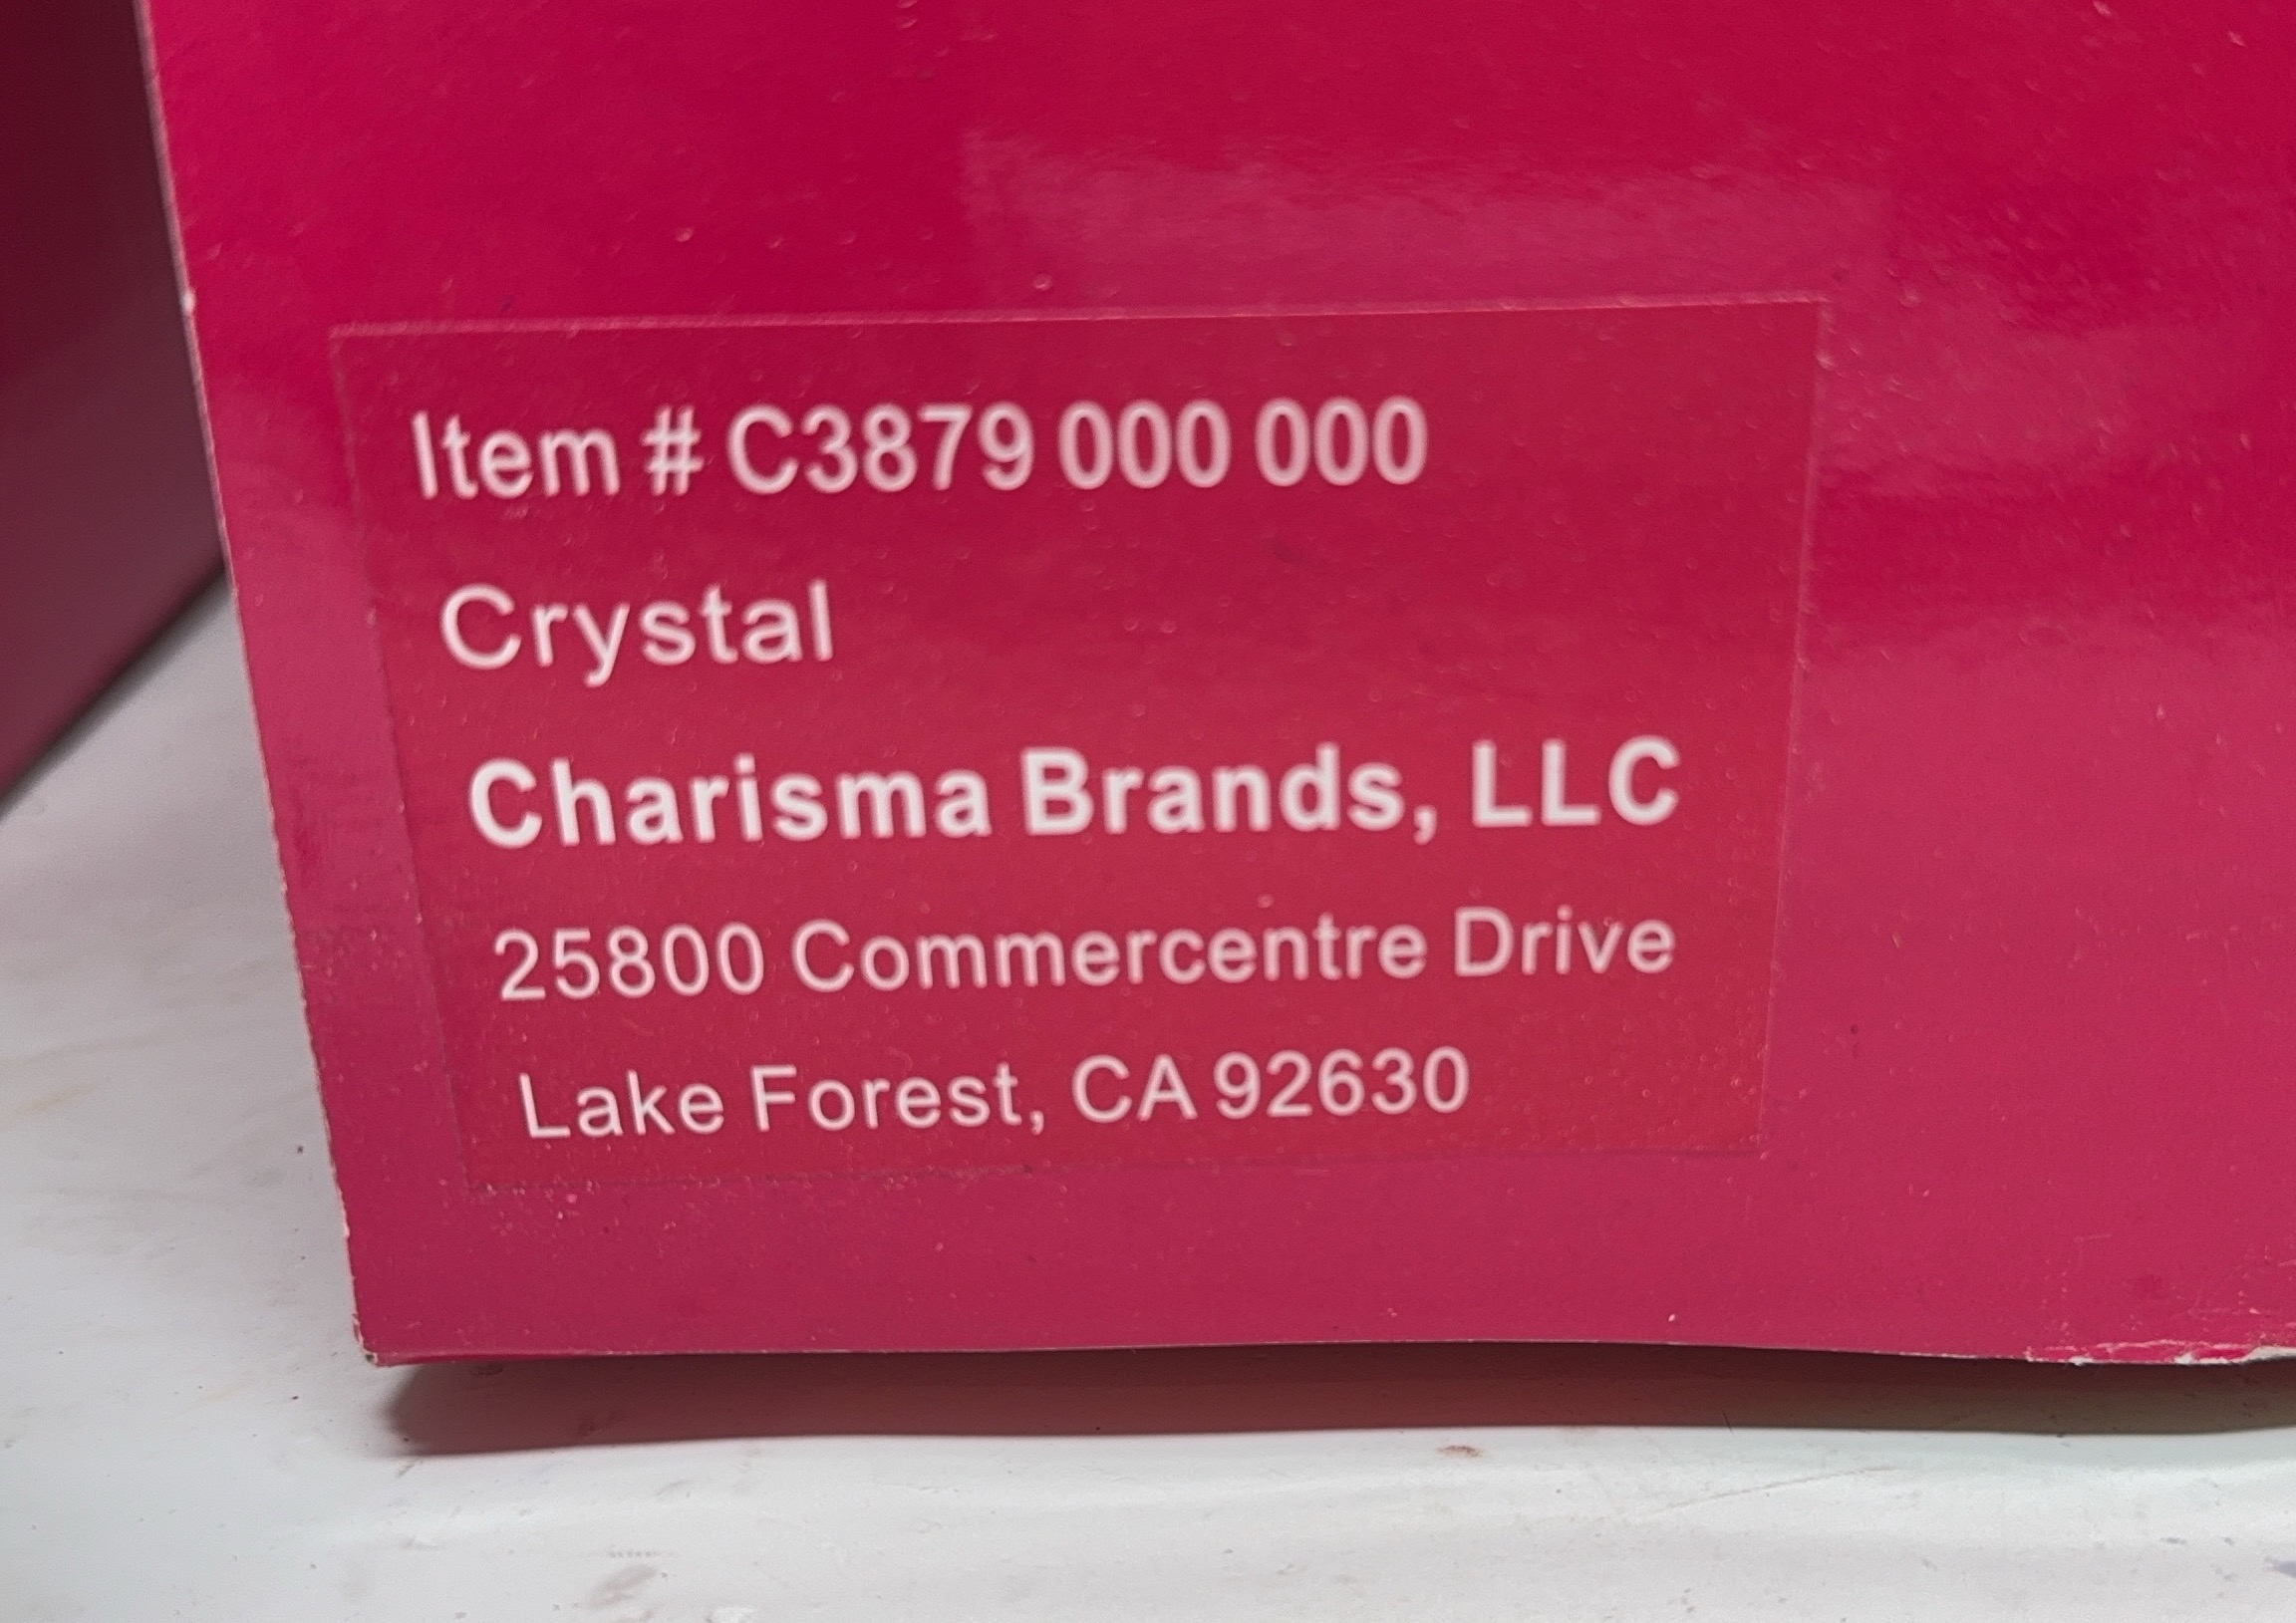 Item # C3879 000 000
Crystal
Charisma Brands, LLC
25800 Commercentre Drive
Lake Forest, CA 92630